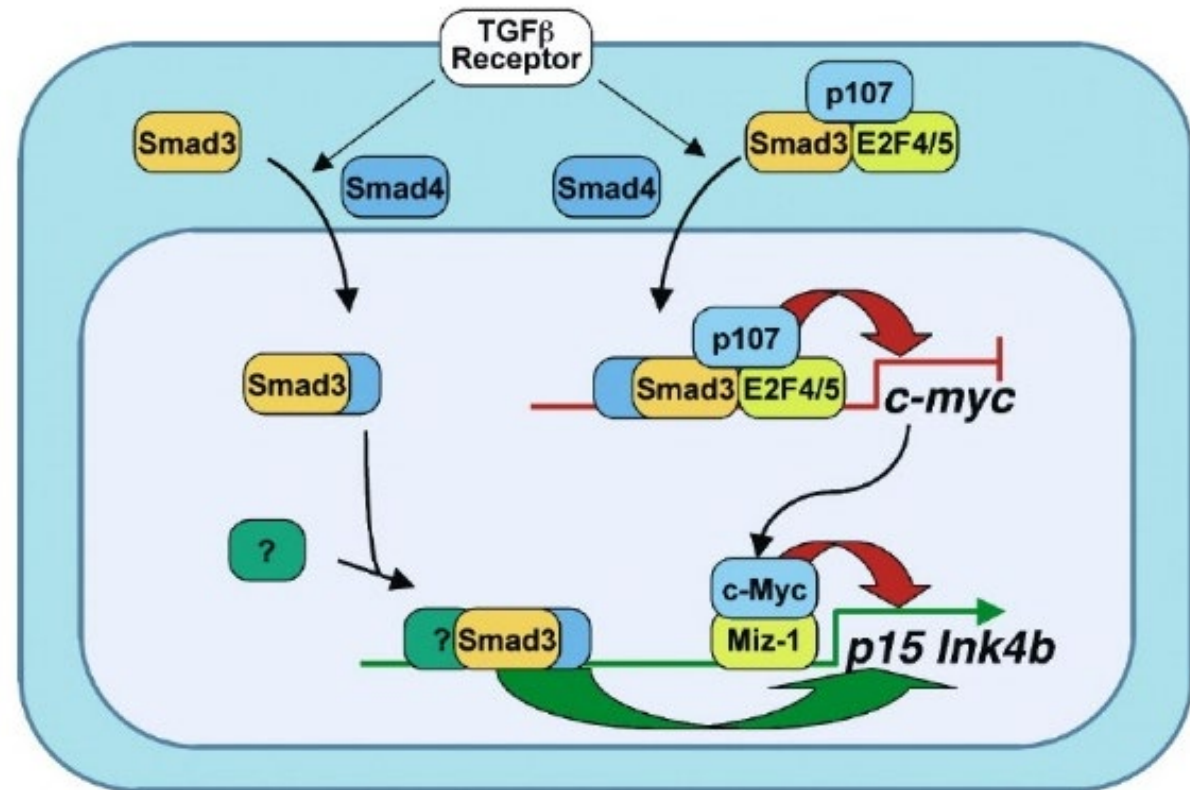 TGFβ
Receptor
p107
Smad3
Smad3
E2F4/5
Smad4
Smad4
p107
Smad3
Smad3
E2F4/5
c-myc
?
c-Myc
?
Smad3
Miz-1
p15 Ink4b